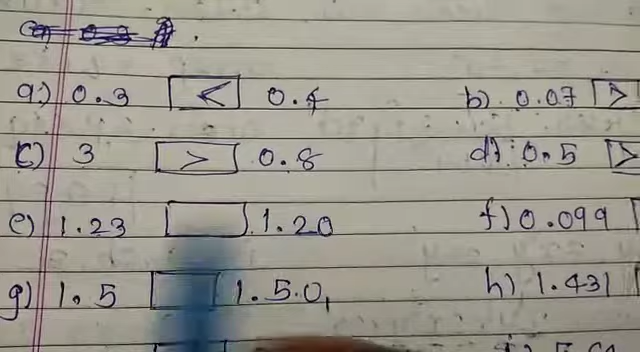 a) 0.3 < 0.4 b) 0.07 >
c) 3 > 0.8 d) 0.5 >
e) 1.23 1.20 f) 0.099
g) 1.5 1.50 h) 1.431